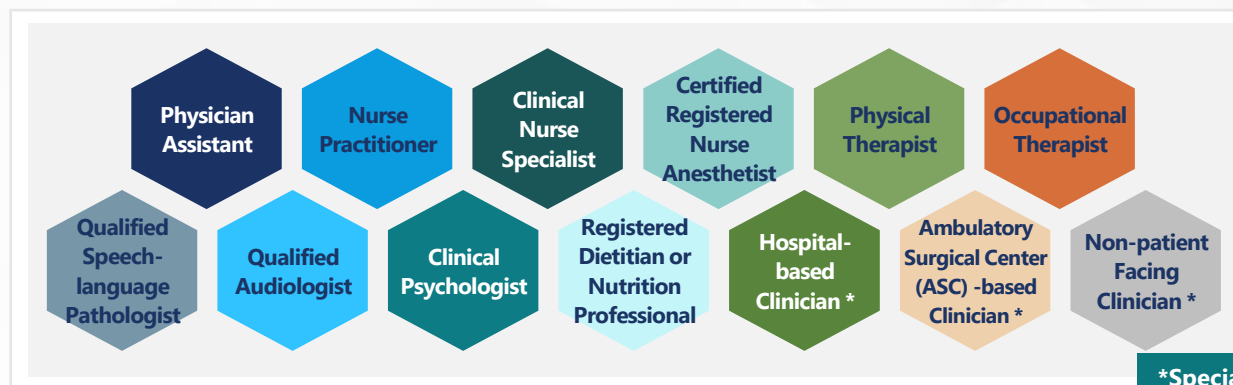 Physician
Assistant
Nurse
Practitioner
Clinical
Nurse
Specialist
Certified
Registered
Nurse
Anesthetist
Physical
Therapist
Occupational
Therapist
Qualified
Speech-
language
Pathologist
Qualified
Audiologist
Clinical
Psychologist
Registered
Dietitian or
Nutrition
Professional
Hospital-
based
Clinician *
Ambulatory
Surgical Center
(ASC) -based
Clinician *
Non-patient
Facing
Clinician *